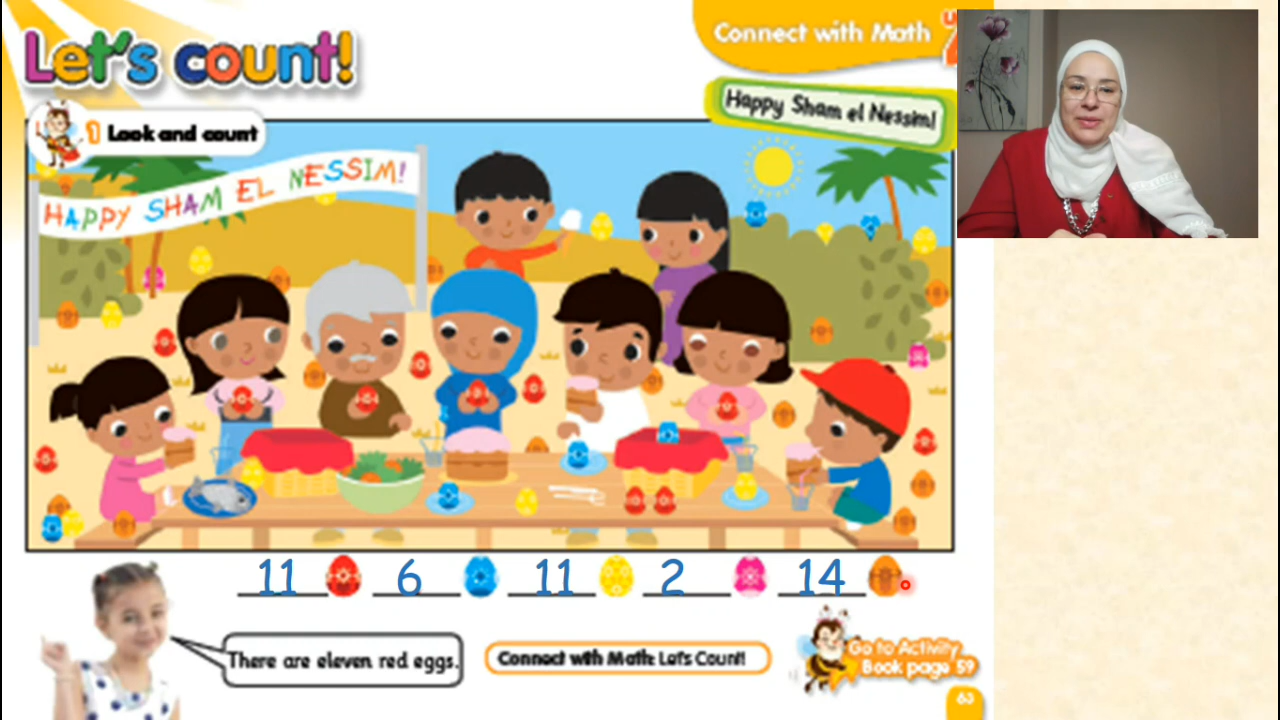 Let's count!
Connect with Math
Happy Sham el Nessim!
1 Look and count
HAPPY SHAM EL NESSIM!
11 6 11 2 14
There are eleven red eggs.
Connect with Math: Let's Count!
Go to Activity
Book page 59
63